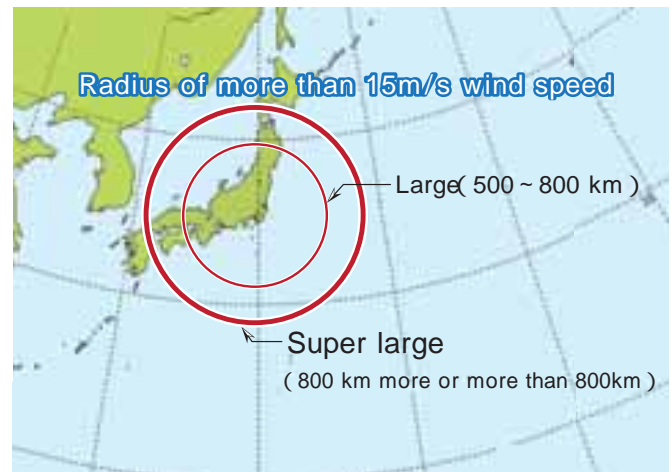 Radius of more than 15m/s wind speed
Large( 500 ~ 800 km )
Super large
( 800 km more or more than 800km )